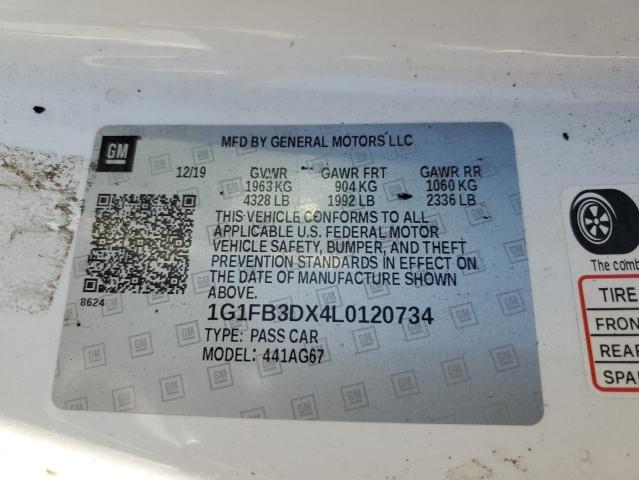 GM
MFD BY GENERAL MOTORS LLC
12/19 GVWR GAWR FRT GAWR RR
1963 KG 904 KG 1060 KG
4328 LB 1992 LB 2336 LB
THIS VEHICLE CONFORMS TO ALL
APPLICABLE U.S. FEDERAL MOTOR
VEHICLE SAFETY, BUMPER, AND THEFT
PREVENTION STANDARDS IN EFFECT ON
THE DATE OF MANUFACTURE SHOWN
ABOVE.
8624
1G1FB3DX4L0120734
TYPE: PASS CAR
MODEL: 441AG67
The comb
TIRE
FRON
REAR
SPA